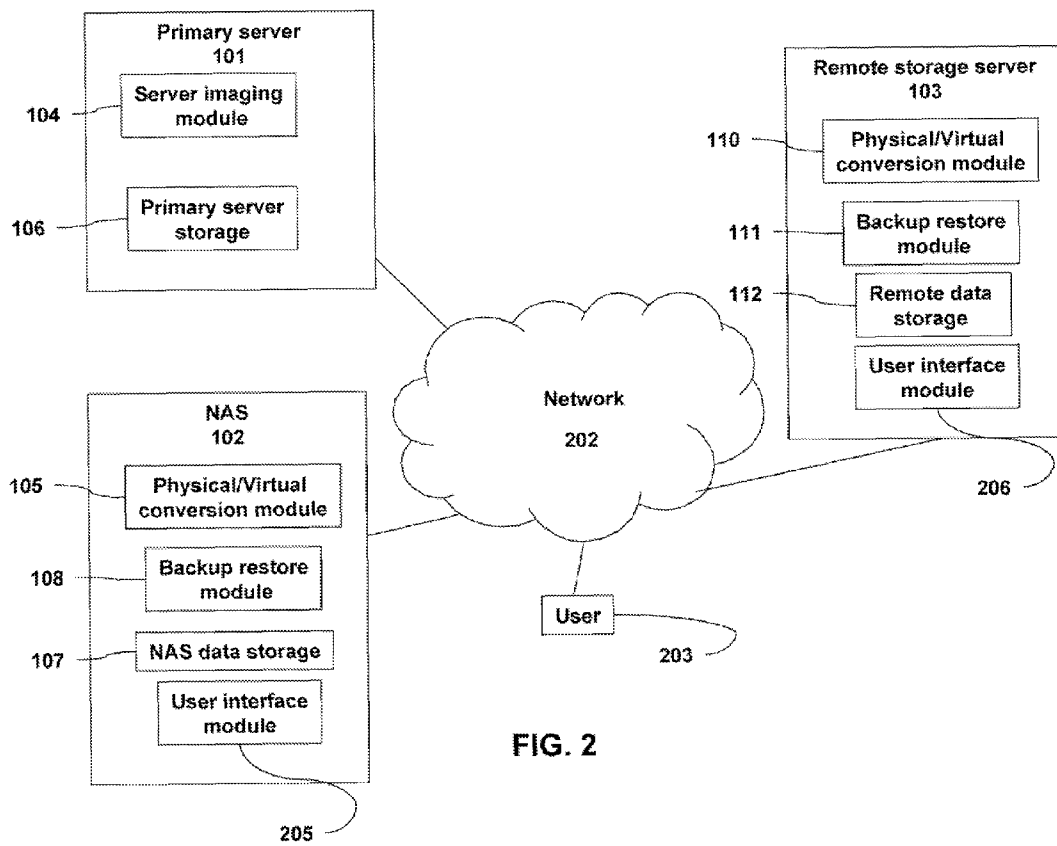 Primary server
101
104
Server imaging
module
106
Primary server
storage
Remote storage server
103
110
Physical/Virtual
conversion module
111
Backup restore
module
112
Remote data
storage
User interface
module
206
Network
202
NAS
102
105
Physical/Virtual
conversion module
108
Backup restore
module
107
NAS data storage
User interface
module
205
User
203
FIG. 2